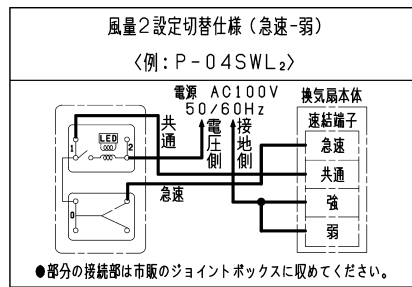 風量2設定切替仕様(急速-弱)
〈例:P-04SWL₂〉
電源 AC100V
50/60Hz
換気扇本体
速結端子
共通
電圧側
接地側
LED
1
2
急速
共通
強
弱
急速
0
●部分の接続部は市販のジョイントボックスに収めてください。